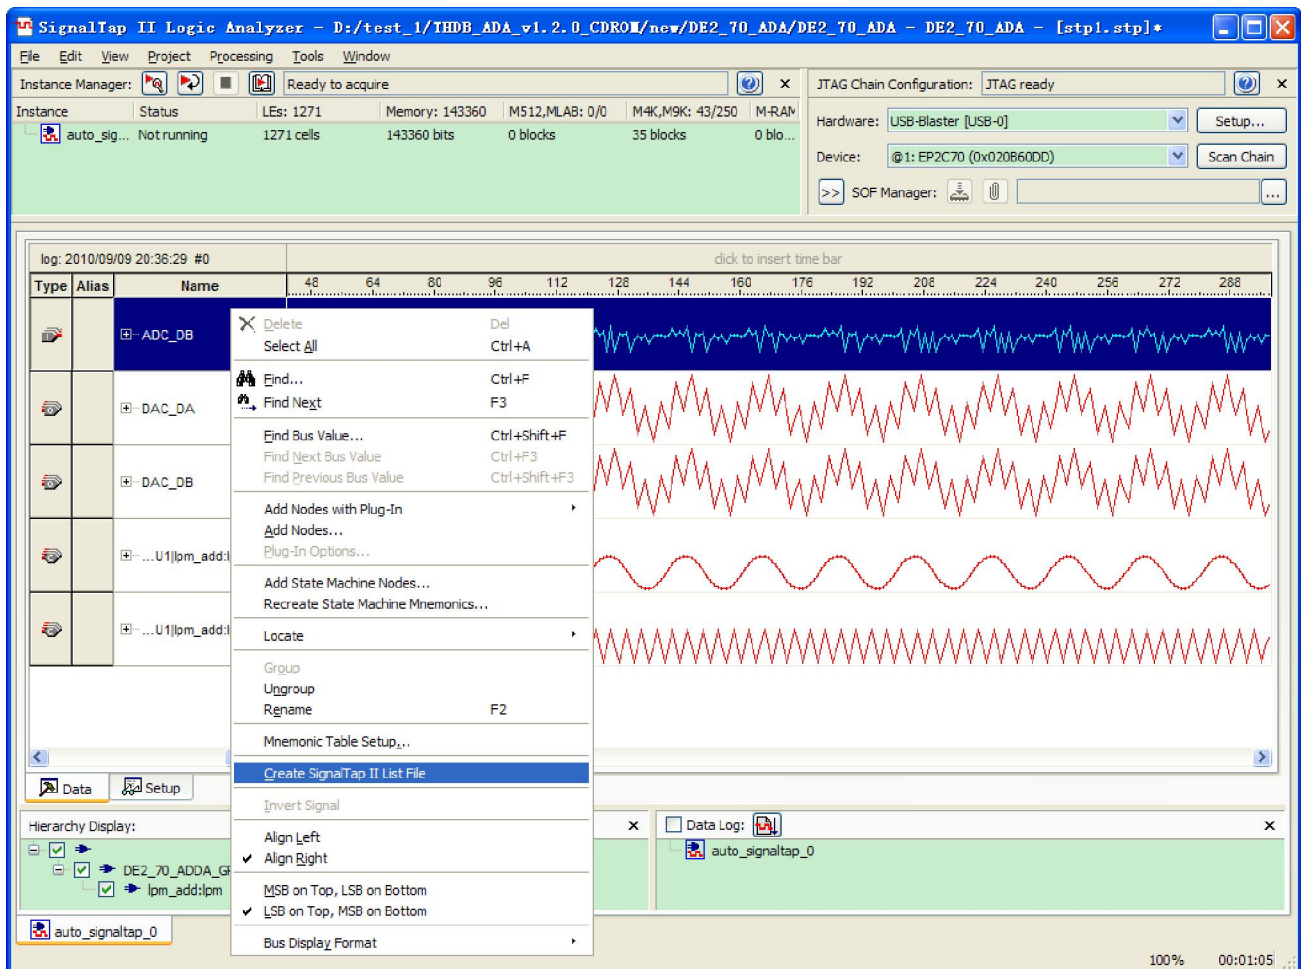 SignalTap II Logic Analyzer - D:/test_1/THDB_ADA_v1.2.0_CDROM/new/DE2_70_ADA/DE2_70_ADA - DE2_70_ADA - [stp1.stp]*
File Edit View Project Processing Tools Window
Instance Manager: Ready to acquire
Instance Status LEs: 1271 Memory: 143360 M512,MLAB: 0/0 M4K,M9K: 43/250 M-RAM
auto_sig... Not running 1271 cells 143360 bits 0 blocks 35 blocks 0 blo...
JTAG Chain Configuration: JTAG ready
Hardware: USB-Blaster [USB-0] Setup...
Device: @1: EP2C70 (0x020B60DD) Scan Chain
>> SOF Manager: ...
log: 2010/09/09 20:36:29 #0 click to insert time bar
Type Alias Name 48 64 80 96 112 128 144 160 176 192 208 224 240 256 272 288
ADC_DB
DAC_DA
DAC_DB
...U1|lpm_add:l
...U1|lpm_add:l
Delete Del
Select All Ctrl+A
Find... Ctrl+F
Find Next F3
Find Bus Value... Ctrl+Shift+F
Find Next Bus Value Ctrl+F3
Find Previous Bus Value Ctrl+Shift+F3
Add Nodes with Plug-In
Add Nodes...
Plug-In Options...
Add State Machine Nodes...
Recreate State Machine Mnemonics...
Locate
Group
Ungroup
Rename F2
Mnemonic Table Setup...
Create SignalTap II List File
Invert Signal
Align Left
Align Right
MSB on Top, LSB on Bottom
LSB on Top, MSB on Bottom
Bus Display Format
Data Setup
Hierarchy Display:
DE2_70_ADDA_GF
lpm_add:lpm
Data Log:
auto_signaltap_0
auto_signaltap_0
100% 00:01:05